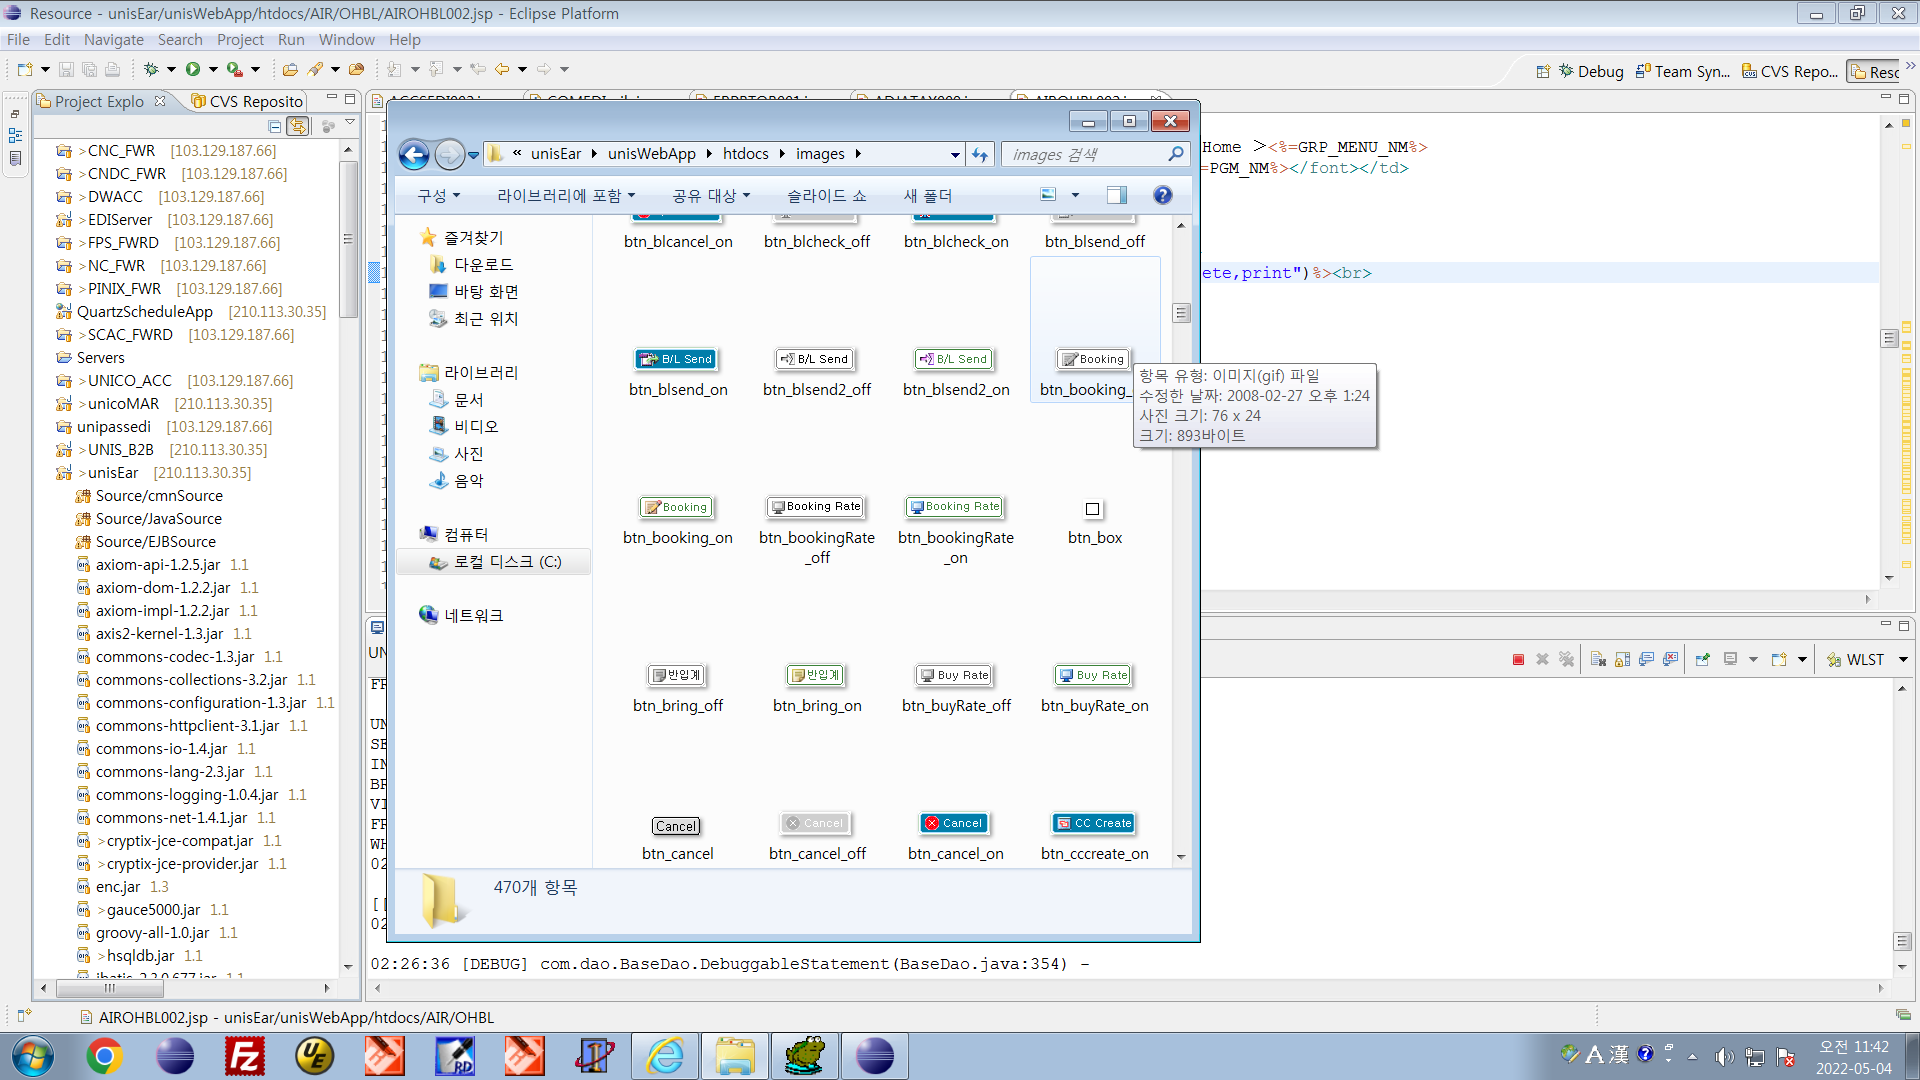 Resource - unisEar/unisWebApp/htdocs/AIR/OHBL/AIROHBL002.jsp - Eclipse Platform
File Edit Navigate Search Project Run Window Help
Debug Team Syn... CVS Repo... Resc
Project Explo CVS Reposito
>CNC_FWR [103.129.187.66]
>CNDC_FWR [103.129.187.66]
>DWACC [103.129.187.66]
>EDIServer [103.129.187.66]
>FPS_FWRD [103.129.187.66]
>NC_FWR [103.129.187.66]
>PINIX_FWR [103.129.187.66]
QuartzScheduleApp [210.113.30.35]
>SCAC_FWRD [103.129.187.66]
Servers
>UNICO_ACC [103.129.187.66]
>unicoMAR [210.113.30.35]
unipassedi [103.129.187.66]
>UNIS_B2B [210.113.30.35]
>unisEar [210.113.30.35]
Source/cmnSource
Source/JavaSource
Source/EJBSource
axiom-api-1.2.5.jar 1.1
axiom-dom-1.2.2.jar 1.1
axiom-impl-1.2.2.jar 1.1
axis2-kernel-1.3.jar 1.1
commons-codec-1.3.jar 1.1
commons-collections-3.2.jar 1.1
commons-configuration-1.3.jar 1.1
commons-httpclient-3.1.jar 1.1
commons-io-1.4.jar 1.1
commons-lang-2.3.jar 1.1
commons-logging-1.0.4.jar 1.1
commons-net-1.4.1.jar 1.1
>cryptix-jce-compat.jar 1.1
>cryptix-jce-provider.jar 1.1
enc.jar 1.3
>gauce5000.jar 1.1
groovy-all-1.0.jar 1.1
>hsqldb.jar 1.1
« unisEar unisWebApp htdocs images
images 검색
구성 라이브러리에 포함 공유 대상 슬라이드 쇼 새 폴더
즐겨찾기
다운로드
바탕 화면
최근 위치
라이브러리
문서
비디오
사진
음악
컴퓨터
로컬 디스크 (C:)
네트워크
btn_blcancel_on btn_blcheck_off btn_blcheck_on btn_blsend_off
B/L Send B/L Send B/L Send Booking
btn_blsend_on btn_blsend2_off btn_blsend2_on btn_booking_
항목 유형: 이미지(gif) 파일
수정한 날짜: 2008-02-27 오후 1:24
사진 크기: 76 x 24
크기: 893바이트
Booking Booking Rate Booking Rate
btn_booking_on btn_bookingRate_off btn_bookingRate_on btn_box
반입계 반입계 Buy Rate Buy Rate
btn_bring_off btn_bring_on btn_buyRate_off btn_buyRate_on
Cancel Cancel Cancel CC Create
btn_cancel btn_cancel_off btn_cancel_on btn_cccreate_on
470개 항목
Home ><%=GRP_MENU_NM%>
=PGM_NM%></font></td>
ete,print")%><br>
WLST
UN
FR
UN
SE
IN
BR
VI
FR
WH
02
[[
02
02:26:36 [DEBUG] com.dao.BaseDao.DebuggableStatement(BaseDao.java:354) -
AIROHBL002.jsp - unisEar/unisWebApp/htdocs/AIR/OHBL
A 漢
오전 11:42
2022-05-04